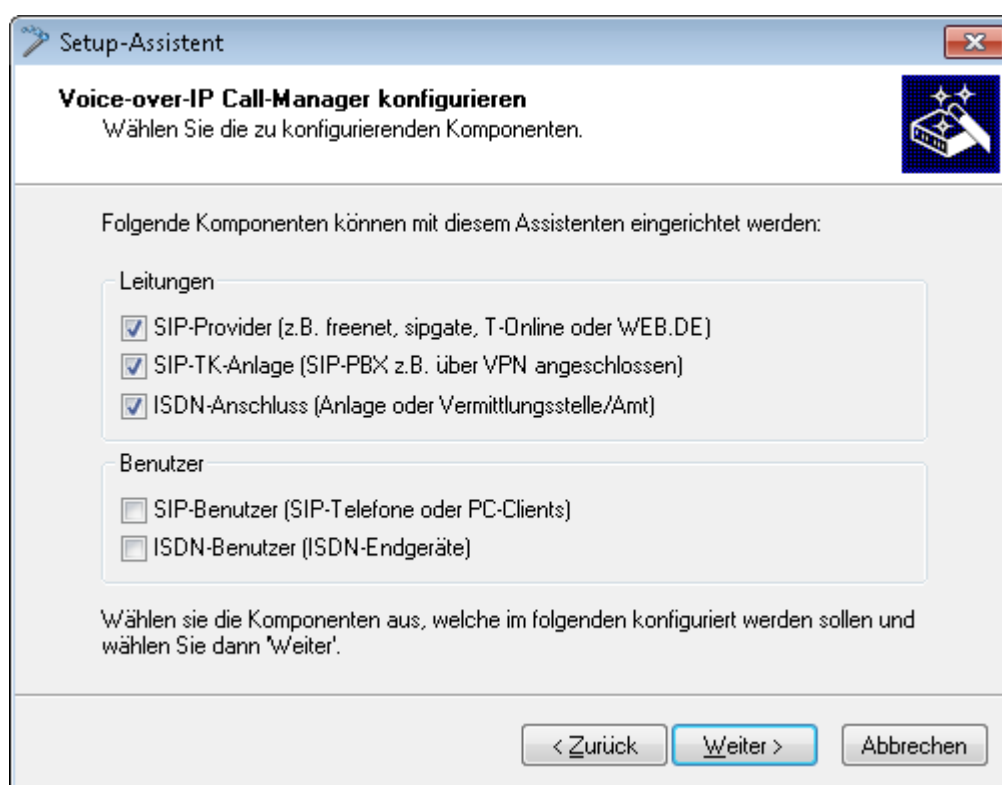 Setup-Assistent
Voice-over-IP Call-Manager konfigurieren
Wählen Sie die zu konfigurierenden Komponenten.
Folgende Komponenten können mit diesem Assistenten eingerichtet werden:
Leitungen
SIP-Provider (z.B. freenet, sipgate, T-Online oder WEB.DE)
SIP-TK-Anlage (SIP-PBX z.B. über VPN angeschlossen)
ISDN-Anschluss (Anlage oder Vermittlungsstelle/Amt)
Benutzer
SIP-Benutzer (SIP-Telefone oder PC-Clients)
ISDN-Benutzer (ISDN-Endgeräte)
Wählen sie die Komponenten aus, welche im folgenden konfiguriert werden sollen und
wählen Sie dann 'Weiter'.
< Zurück Weiter > Abbrechen